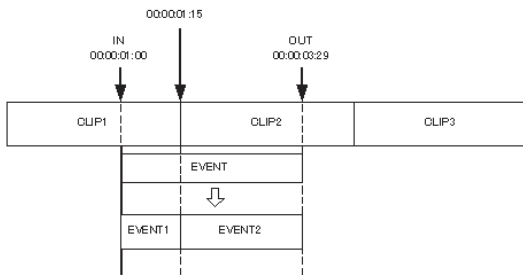 00:00:01:15
IN
00:00:01:00
OUT
00:00:03:29
CLIP1
CLIP2
CLIP3
EVENT
EVENT1
EVENT2